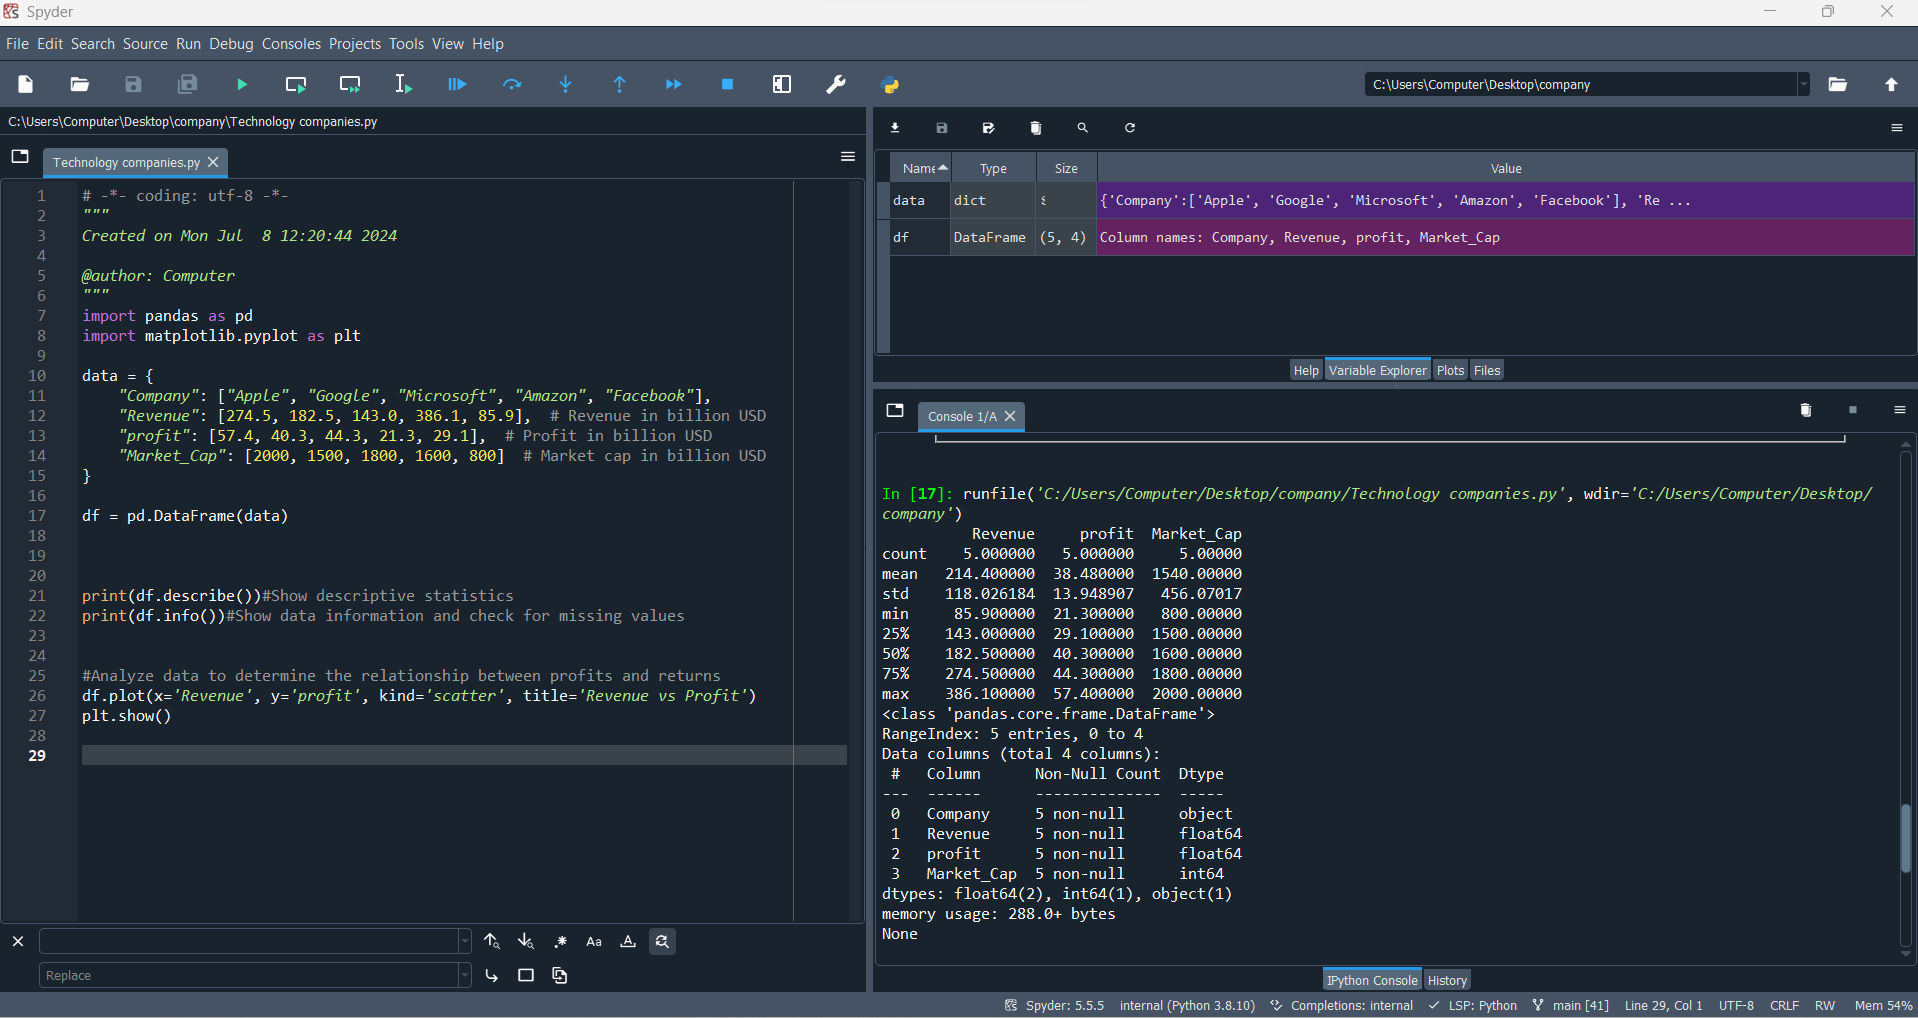 Spyder
File Edit Search Source Run Debug Consoles Projects Tools View Help
C:\Users\Computer\Desktop\company
C:\Users\Computer\Desktop\company\Technology companies.py
Technology companies.py
1 # -*- coding: utf-8 -*-
2 """
3 Created on Mon Jul  8 12:20:44 2024
4
5 @author: Computer
6 """
7 import pandas as pd
8 import matplotlib.pyplot as plt
9
10 data = {
11     "Company": ["Apple", "Google", "Microsoft", "Amazon", "Facebook"],
12     "Revenue": [274.5, 182.5, 143.0, 386.1, 85.9],  # Revenue in billion USD
13     "profit": [57.4, 40.3, 44.3, 21.3, 29.1],  # Profit in billion USD
14     "Market_Cap": [2000, 1500, 1800, 1600, 800]  # Market cap in billion USD
15 }
16
17 df = pd.DataFrame(data)
18
19
20
21 print(df.describe())#Show descriptive statistics
22 print(df.info())#Show data information and check for missing values
23
24
25 #Analyze data to determine the relationship between profits and returns
26 df.plot(x='Revenue', y='profit', kind='scatter', title='Revenue vs Profit')
27 plt.show()
28
29
Replace
Name Type Size Value
data dict {'Company':['Apple', 'Google', 'Microsoft', 'Amazon', 'Facebook'], 'Re ...
df DataFrame (5, 4) Column names: Company, Revenue, profit, Market_Cap
Help Variable Explorer Plots Files
Console 1/A
In [17]: runfile('C:/Users/Computer/Desktop/company/Technology companies.py', wdir='C:/Users/Computer/Desktop/
company')
Revenue profit Market_Cap
count 5.000000 5.000000 5.00000
mean 214.400000 38.480000 1540.00000
std 118.026184 13.948907 456.07017
min 85.900000 21.300000 800.00000
25% 143.000000 29.100000 1500.00000
50% 182.500000 40.300000 1600.00000
75% 274.500000 44.300000 1800.00000
max 386.100000 57.400000 2000.00000
<class 'pandas.core.frame.DataFrame'>
RangeIndex: 5 entries, 0 to 4
Data columns (total 4 columns):
# Column Non-Null Count Dtype
--- ------ -------------- -----
0 Company 5 non-null object
1 Revenue 5 non-null float64
2 profit 5 non-null float64
3 Market_Cap 5 non-null int64
dtypes: float64(2), int64(1), object(1)
memory usage: 288.0+ bytes
None
IPython Console History
Spyder: 5.5.5 internal (Python 3.8.10) Completions: internal LSP: Python main [41] Line 29, Col 1 UTF-8 CRLF RW Mem 54%